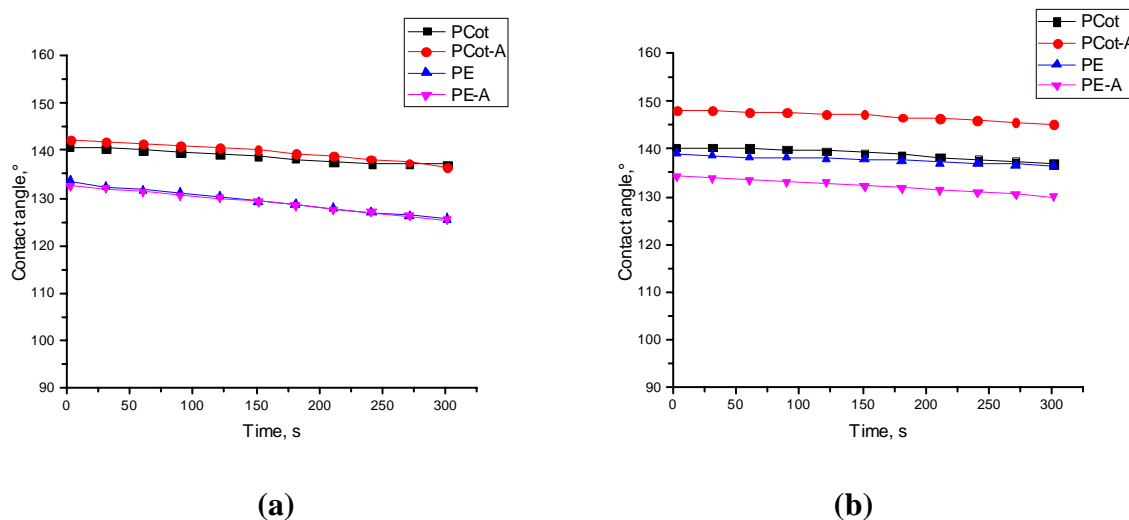 PCot
PCot-A
PE
PE-A
160
150
140
130
120
110
100
90
Contact angle,°
0 50 100 150 200 250 300
Time, s
(a)
PCot
PCot-A
PE
PE-A
160
150
140
130
120
110
100
90
Contact angle,°
0 50 100 150 200 250 300
Time, s
(b)